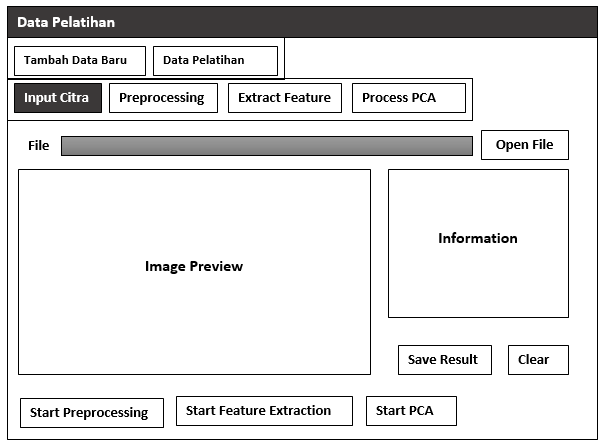 Data Pelatihan
Tambah Data Baru Data Pelatihan
Input Citra Preprocessing Extract Feature Process PCA
File Open File
Image Preview
Information
Save Result Clear
Start Preprocessing Start Feature Extraction Start PCA